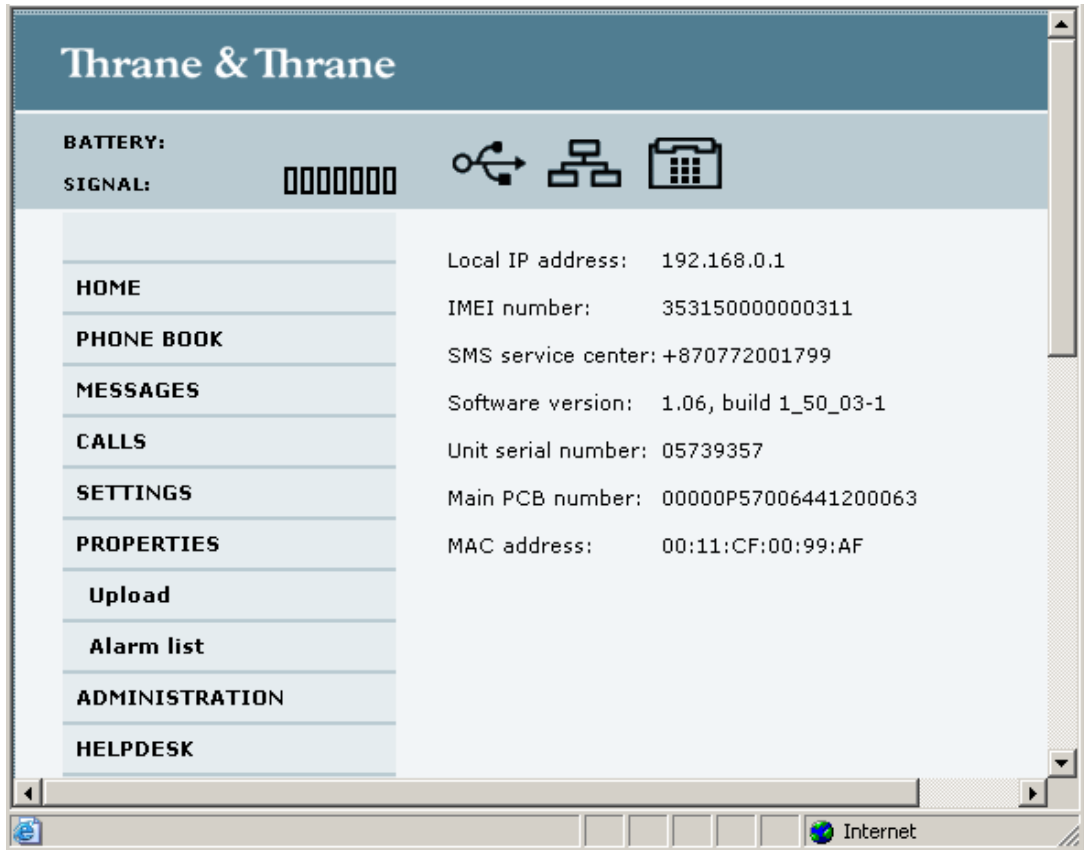 Thrane & Thrane
BATTERY:
SIGNAL:
HOME
PHONE BOOK
MESSAGES
CALLS
SETTINGS
PROPERTIES
Upload
Alarm list
ADMINISTRATION
HELPDESK
Local IP address: 192.168.0.1
IMEI number: 353150000000311
SMS service center: +870772001799
Software version: 1.06, build 1_50_03-1
Unit serial number: 05739357
Main PCB number: 00000P57006441200063
MAC address: 00:11:CF:00:99:AF
Internet